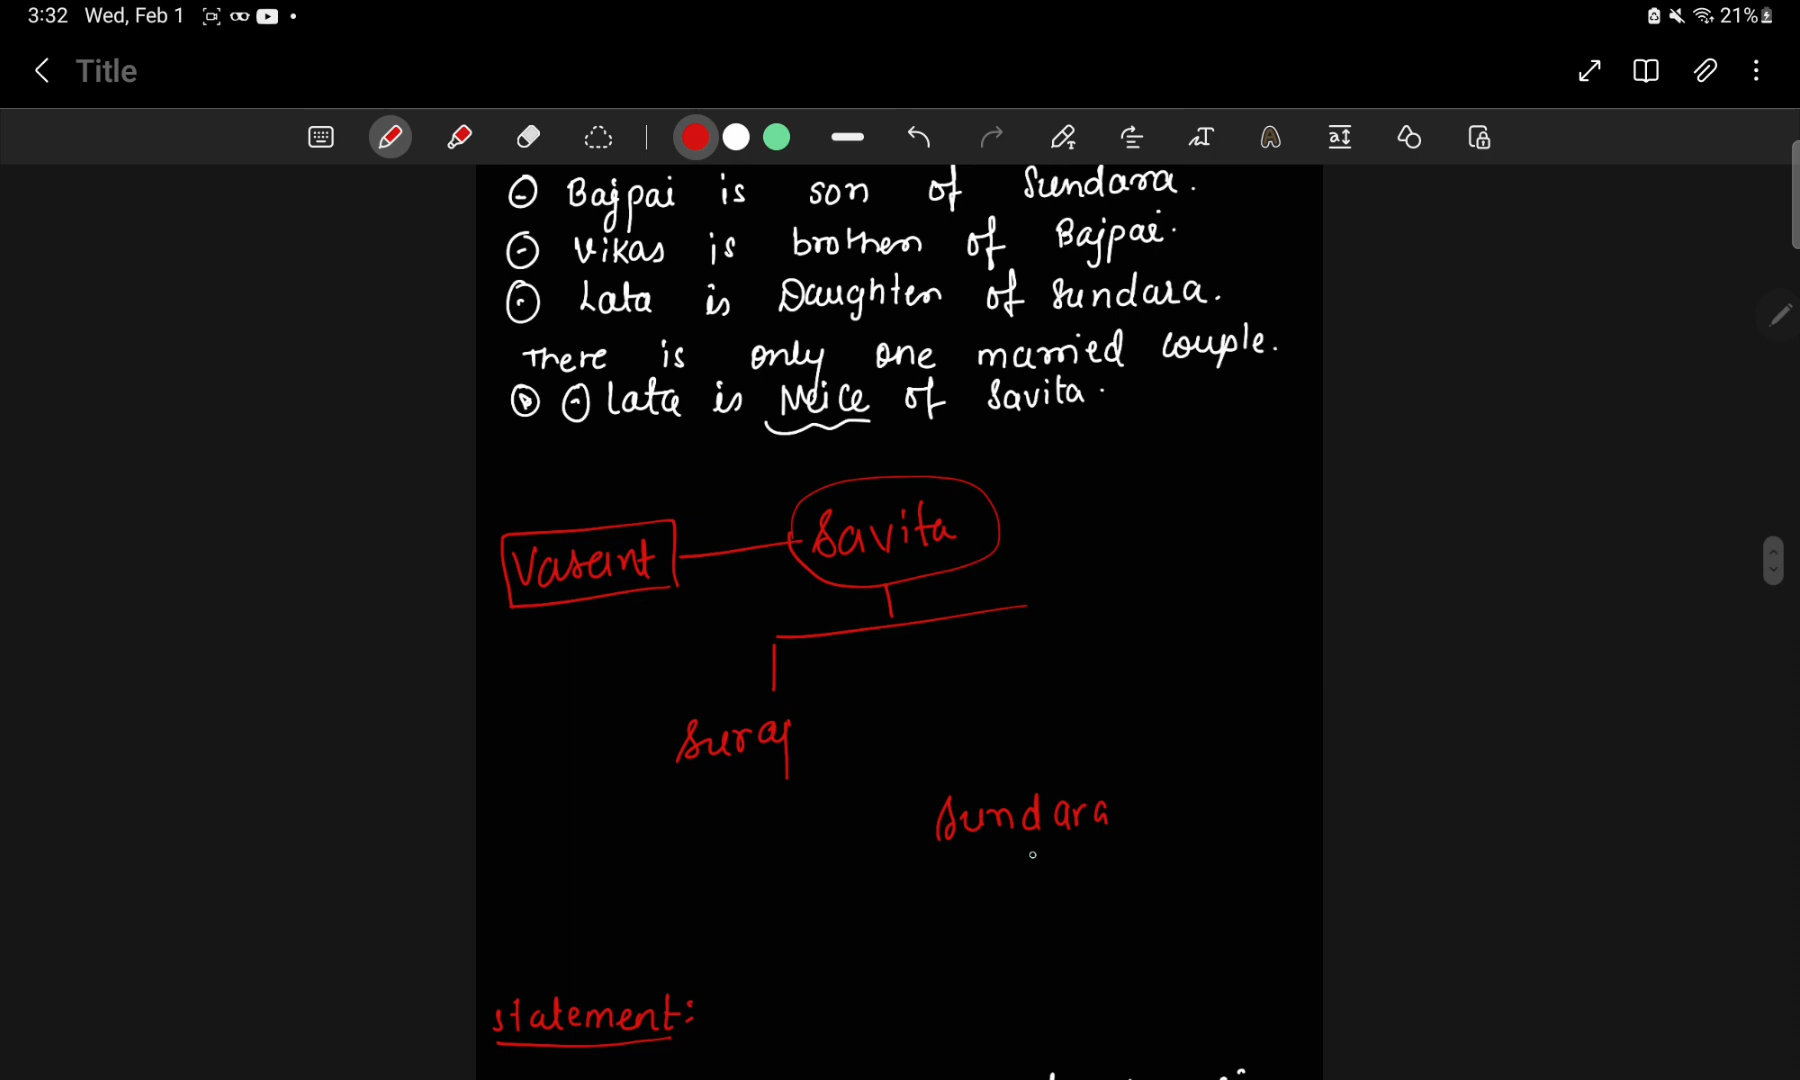 3:32 Wed, Feb 1
21%
Title
Bajpai is son of Sundara.
Vikas is brother of Bajpai.
Lata is Daughter of Sundara.
There is only one married couple.
Lata is Neice of Savita.
Vasant
Savita
Suraj
Sundara
statement: